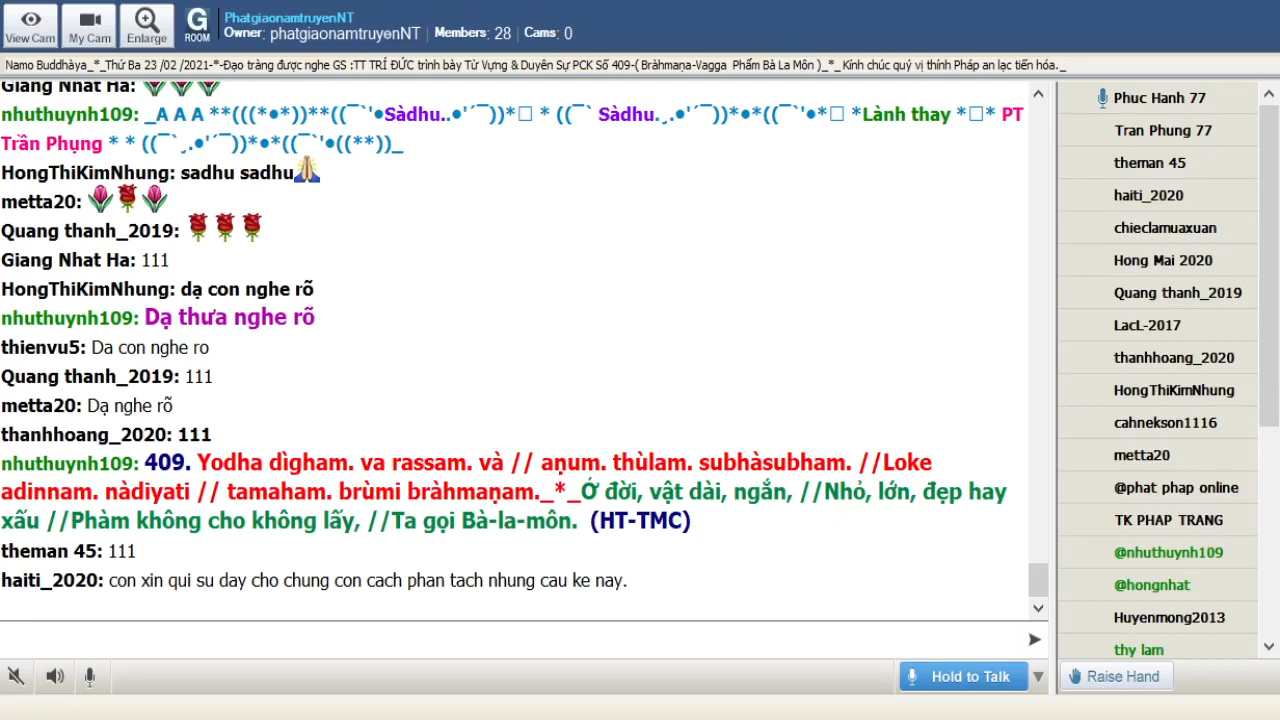 View Cam
My Cam
Enlarge
G
ROOM
PhatgiaonamtruyenNT
Owner: phatgiaonamtruyenNT | Members: 28 | Cams: 0
Namo Buddhàya_*_Thứ Ba 23 /02 /2021-*-Đạo tràng được nghe GS :TT TRÍ ĐỨC trình bày Từ Vựng & Duyên Sự PCK Số 409-( Bràhmaṇa-Vagga Phẩm Bà La Môn )_*_ Kính chúc quý vị thính Pháp an lạc tiến hóa._
Giang Nhat Ha:
nhuthuynh109: _A A A **(((*●*))**((¯`'●Sàdhu..●'´¯))*□ * ((¯` Sàdhu.¸.●'´¯))*●*((¯`'●*□ *Lành thay *□* PT
Trần Phụng * * ((¯`¸.●'´¯))*●*((¯`'●((**))_
HongThiKimNhung: sadhu sadhu
metta20:
Quang thanh_2019:
Giang Nhat Ha: 111
HongThiKimNhung: dạ con nghe rõ
nhuthuynh109: Dạ thưa nghe rõ
thienvu5: Da con nghe ro
Quang thanh_2019: 111
metta20: Dạ nghe rõ
thanhhoang_2020: 111
nhuthuynh109: 409. Yodha dìgham. va rassam. và // aṇum. thùlam. subhàsubham. //Loke
adinnam. nàdiyati // tamaham. brùmi bràhmaṇam._*_Ở đời, vật dài, ngắn, //Nhỏ, lớn, đẹp hay
xấu //Phàm không cho không lấy, //Ta gọi Bà-la-môn. (HT-TMC)
theman 45: 111
haiti_2020: con xin qui su day cho chung con cach phan tach nhung cau ke nay.
Phuc Hanh 77
Tran Phung 77
theman 45
haiti_2020
chieclamuaxuan
Hong Mai 2020
Quang thanh_2019
LacL-2017
thanhhoang_2020
HongThiKimNhung
cahnekson1116
metta20
@phat phap online
TK PHAP TRANG
@nhuthuynh109
@hongnhat
Huyenmong2013
thy lam
Hold to Talk
Raise Hand